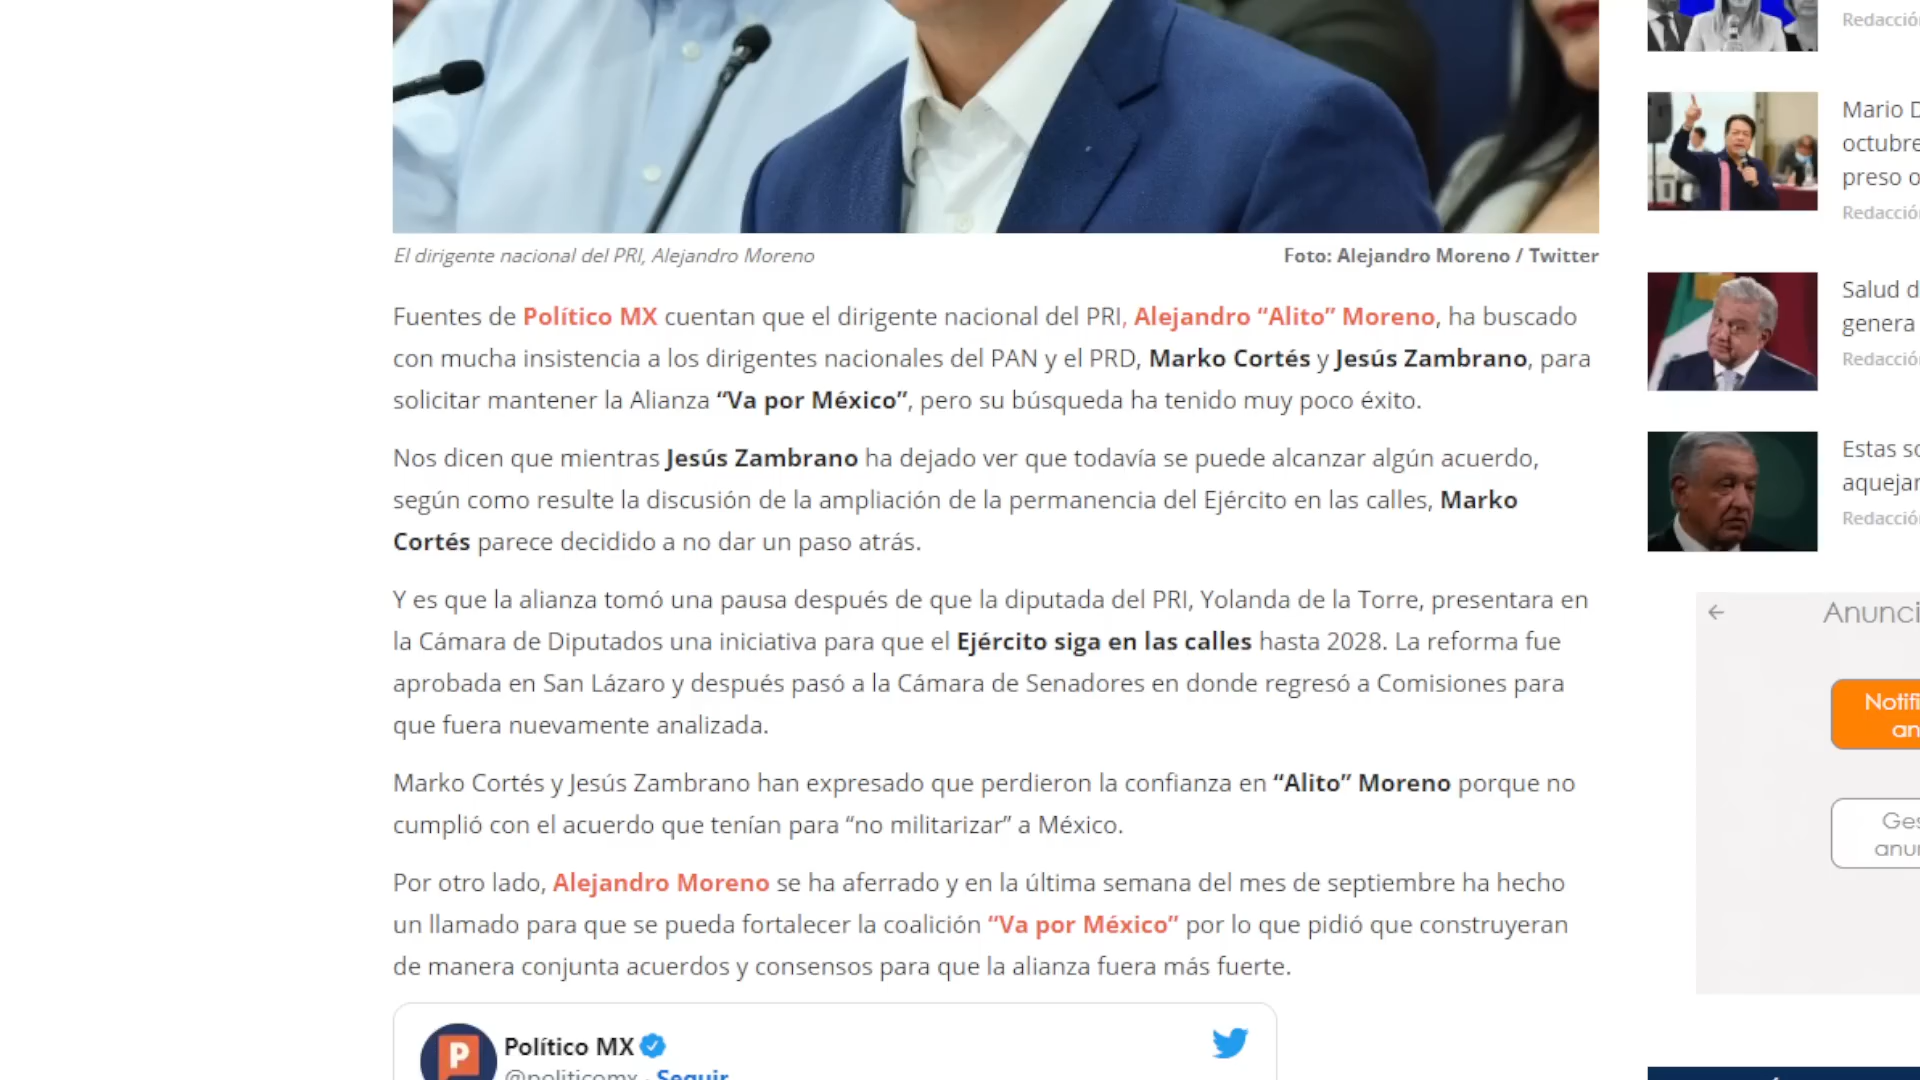 El dirigente nacional del PRI, Alejandro Moreno
Foto: Alejandro Moreno / Twitter
Fuentes de Político MX cuentan que el dirigente nacional del PRI, Alejandro “Alito” Moreno, ha buscado
con mucha insistencia a los dirigentes nacionales del PAN y el PRD, Marko Cortés y Jesús Zambrano, para
solicitar mantener la Alianza “Va por México”, pero su búsqueda ha tenido muy poco éxito.
Nos dicen que mientras Jesús Zambrano ha dejado ver que todavía se puede alcanzar algún acuerdo,
según como resulte la discusión de la ampliación de la permanencia del Ejército en las calles, Marko
Cortés parece decidido a no dar un paso atrás.
Y es que la alianza tomó una pausa después de que la diputada del PRI, Yolanda de la Torre, presentara en
la Cámara de Diputados una iniciativa para que el Ejército siga en las calles hasta 2028. La reforma fue
aprobada en San Lázaro y después pasó a la Cámara de Senadores en donde regresó a Comisiones para
que fuera nuevamente analizada.
Marko Cortés y Jesús Zambrano han expresado que perdieron la confianza en “Alito” Moreno porque no
cumplió con el acuerdo que tenían para “no militarizar” a México.
Por otro lado, Alejandro Moreno se ha aferrado y en la última semana del mes de septiembre ha hecho
un llamado para que se pueda fortalecer la coalición “Va por México” por lo que pidió que construyeran
de manera conjunta acuerdos y consensos para que la alianza fuera más fuerte.
P
Político MX
@politicomx · Seguir
Redacció
Mario D
octubre
preso o
Redacció
Salud d
genera
Redacció
Estas so
aquejar
Redacció
Anunci
Notifi
an
Ges
anu